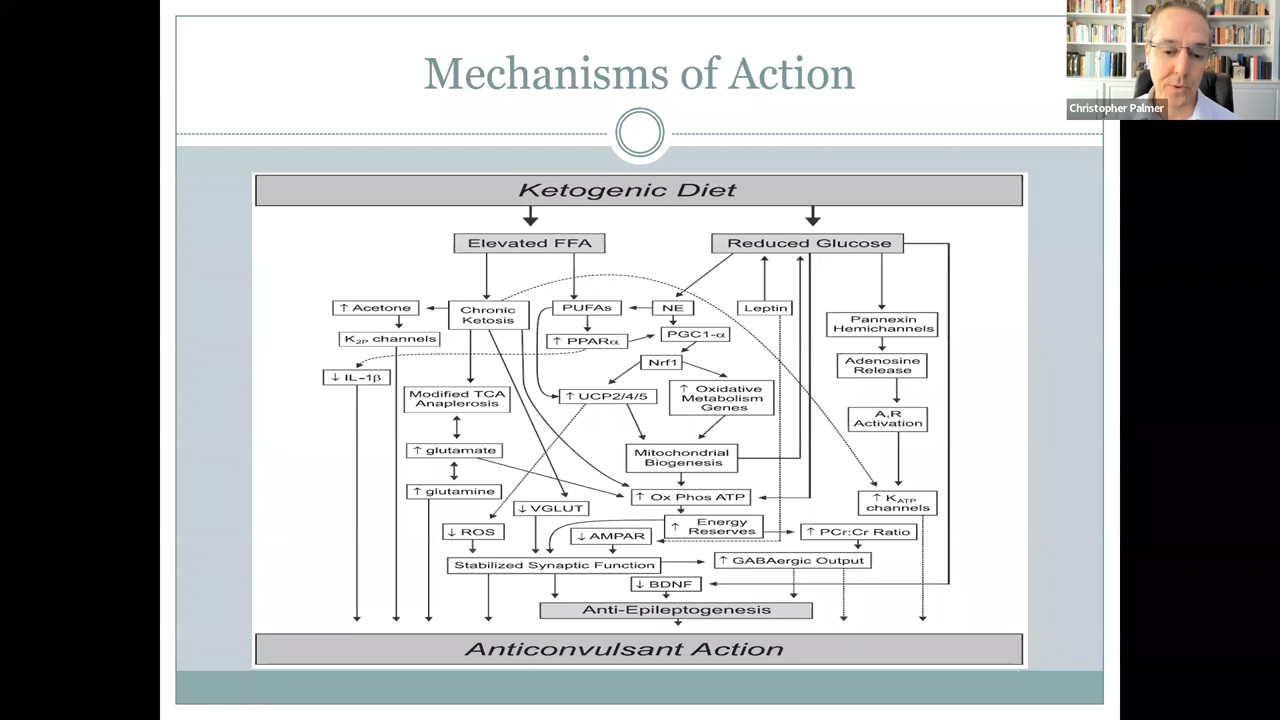 Mechanisms of Action
Christopher Palmer
Ketogenic Diet
Elevated FFA
Reduced Glucose
↑ Acetone
Chronic
Ketosis
PUFAs
NE
Leptin
Pannexin
Hemichannels
K2P channels
↑ PPARα
PGC1-α
Nrf1
Adenosine
Release
↓ IL-1β
Modified TCA
Anaplerosis
↑ UCP2/4/5
↑ Oxidative
Metabolism
Genes
A1R
Activation
↑ glutamate
Mitochondrial
Biogenesis
↑ glutamine
↑ Ox Phos ATP
↑ KATP
channels
↓ VGLUT
↓ ROS
↓ AMPAR
↑ Energy
Reserves
↑ PCr:Cr Ratio
Stabilized Synaptic Function
↑ GABAergic Output
↓ BDNF
Anti-Epileptogenesis
Anticonvulsant Action